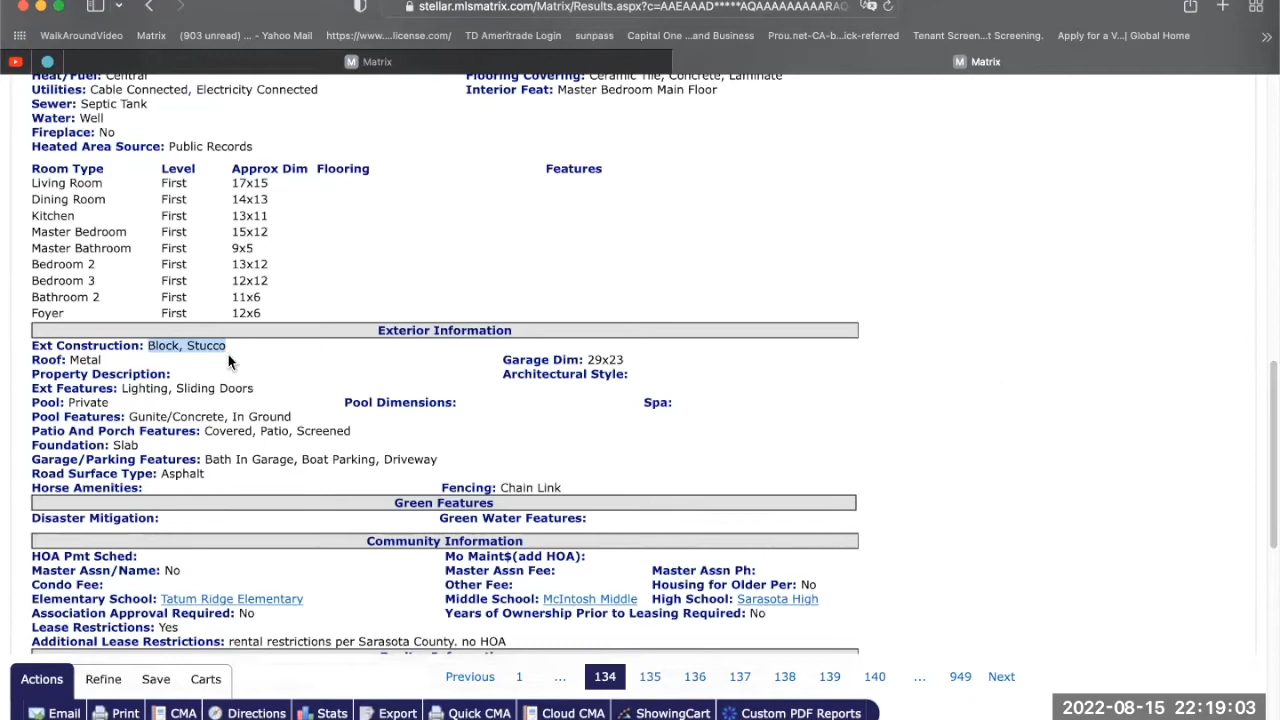 stellar.mlsmatrix.com/Matrix/Results.aspx?c=AAEAAAD*****AQAAAAAAAAARAQ
WalkAroundVideo Matrix (903 unread) ... - Yahoo Mail https://www....license.com/ TD Ameritrade Login sunpass Capital One ...and Business Prou.net-CA-b...ick-referred Tenant Screen...t Screening. Apply for a V...| Global Home
M Matrix M Matrix
Heat/Fuel: Central Flooring Covering: Ceramic Tile, Concrete, Laminate
Utilities: Cable Connected, Electricity Connected Interior Feat: Master Bedroom Main Floor
Sewer: Septic Tank
Water: Well
Fireplace: No
Heated Area Source: Public Records
Room Type Level Approx Dim Flooring Features
Living Room First 17x15
Dining Room First 14x13
Kitchen First 13x11
Master Bedroom First 15x12
Master Bathroom First 9x5
Bedroom 2 First 13x12
Bedroom 3 First 12x12
Bathroom 2 First 11x6
Foyer First 12x6
Exterior Information
Ext Construction: Block, Stucco
Roof: Metal Garage Dim: 29x23
Property Description: Architectural Style:
Ext Features: Lighting, Sliding Doors
Pool: Private Pool Dimensions: Spa:
Pool Features: Gunite/Concrete, In Ground
Patio And Porch Features: Covered, Patio, Screened
Foundation: Slab
Garage/Parking Features: Bath In Garage, Boat Parking, Driveway
Road Surface Type: Asphalt
Horse Amenities: Fencing: Chain Link
Green Features
Disaster Mitigation: Green Water Features:
Community Information
HOA Pmt Sched: Mo Maint$(add HOA):
Master Assn/Name: No Master Assn Fee: Master Assn Ph:
Condo Fee: Other Fee: Housing for Older Per: No
Elementary School: Tatum Ridge Elementary Middle School: McIntosh Middle High School: Sarasota High
Association Approval Required: No Years of Ownership Prior to Leasing Required: No
Lease Restrictions: Yes
Additional Lease Restrictions: rental restrictions per Sarasota County. no HOA
Actions Refine Save Carts Previous 1 ... 134 135 136 137 138 139 140 ... 949 Next
Email Print CMA Directions Stats Export Quick CMA Cloud CMA ShowingCart Custom PDF Reports
2022-08-15 22:19:03